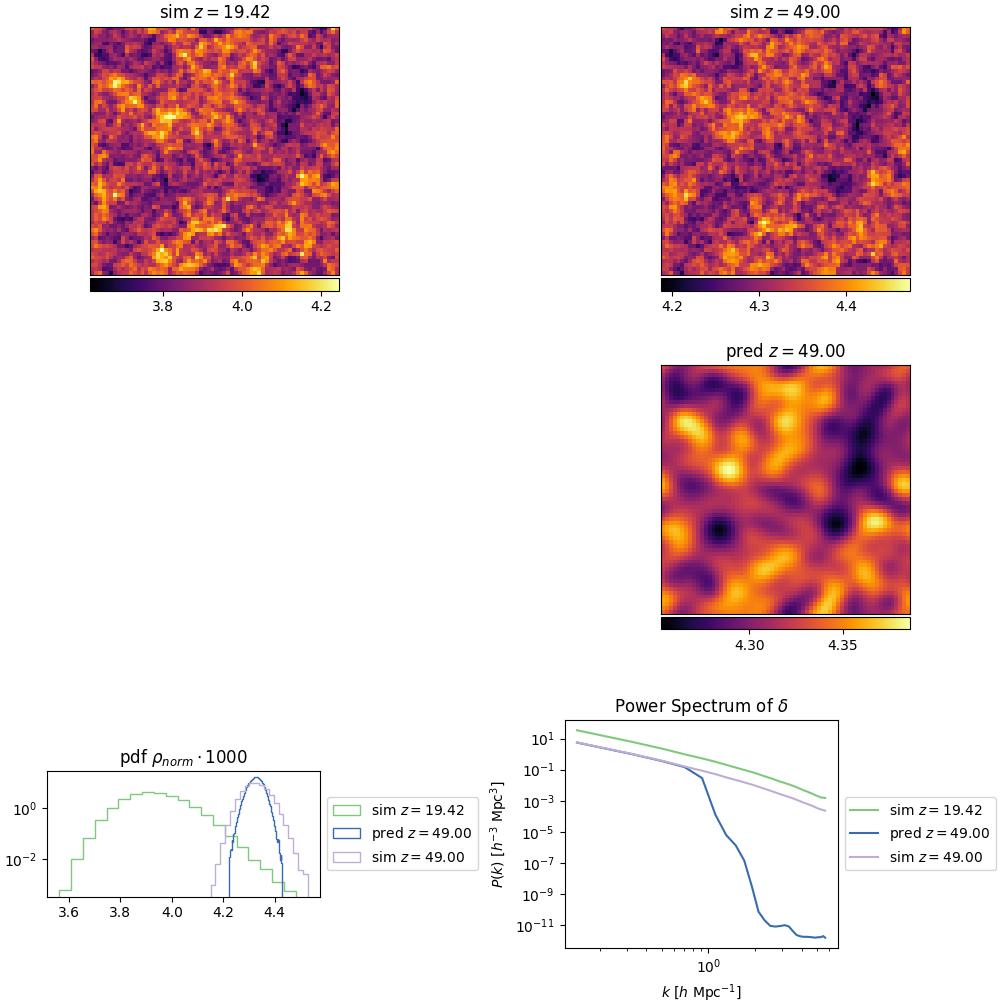 sim z = 19.42
sim z = 49.00
3.8 4.0 4.2
4.2 4.3 4.4
pred z = 49.00
4.30 4.35
pdf ρnorm · 1000
10⁰
10⁻²
3.6 3.8 4.0 4.2 4.4
sim z = 19.42
pred z = 49.00
sim z = 49.00
Power Spectrum of δ
P(k) [h⁻³ Mpc³]
10¹
10⁻¹
10⁻³
10⁻⁵
10⁻⁷
10⁻⁹
10⁻¹¹
10⁰
k [h Mpc⁻¹]
sim z = 19.42
pred z = 49.00
sim z = 49.00